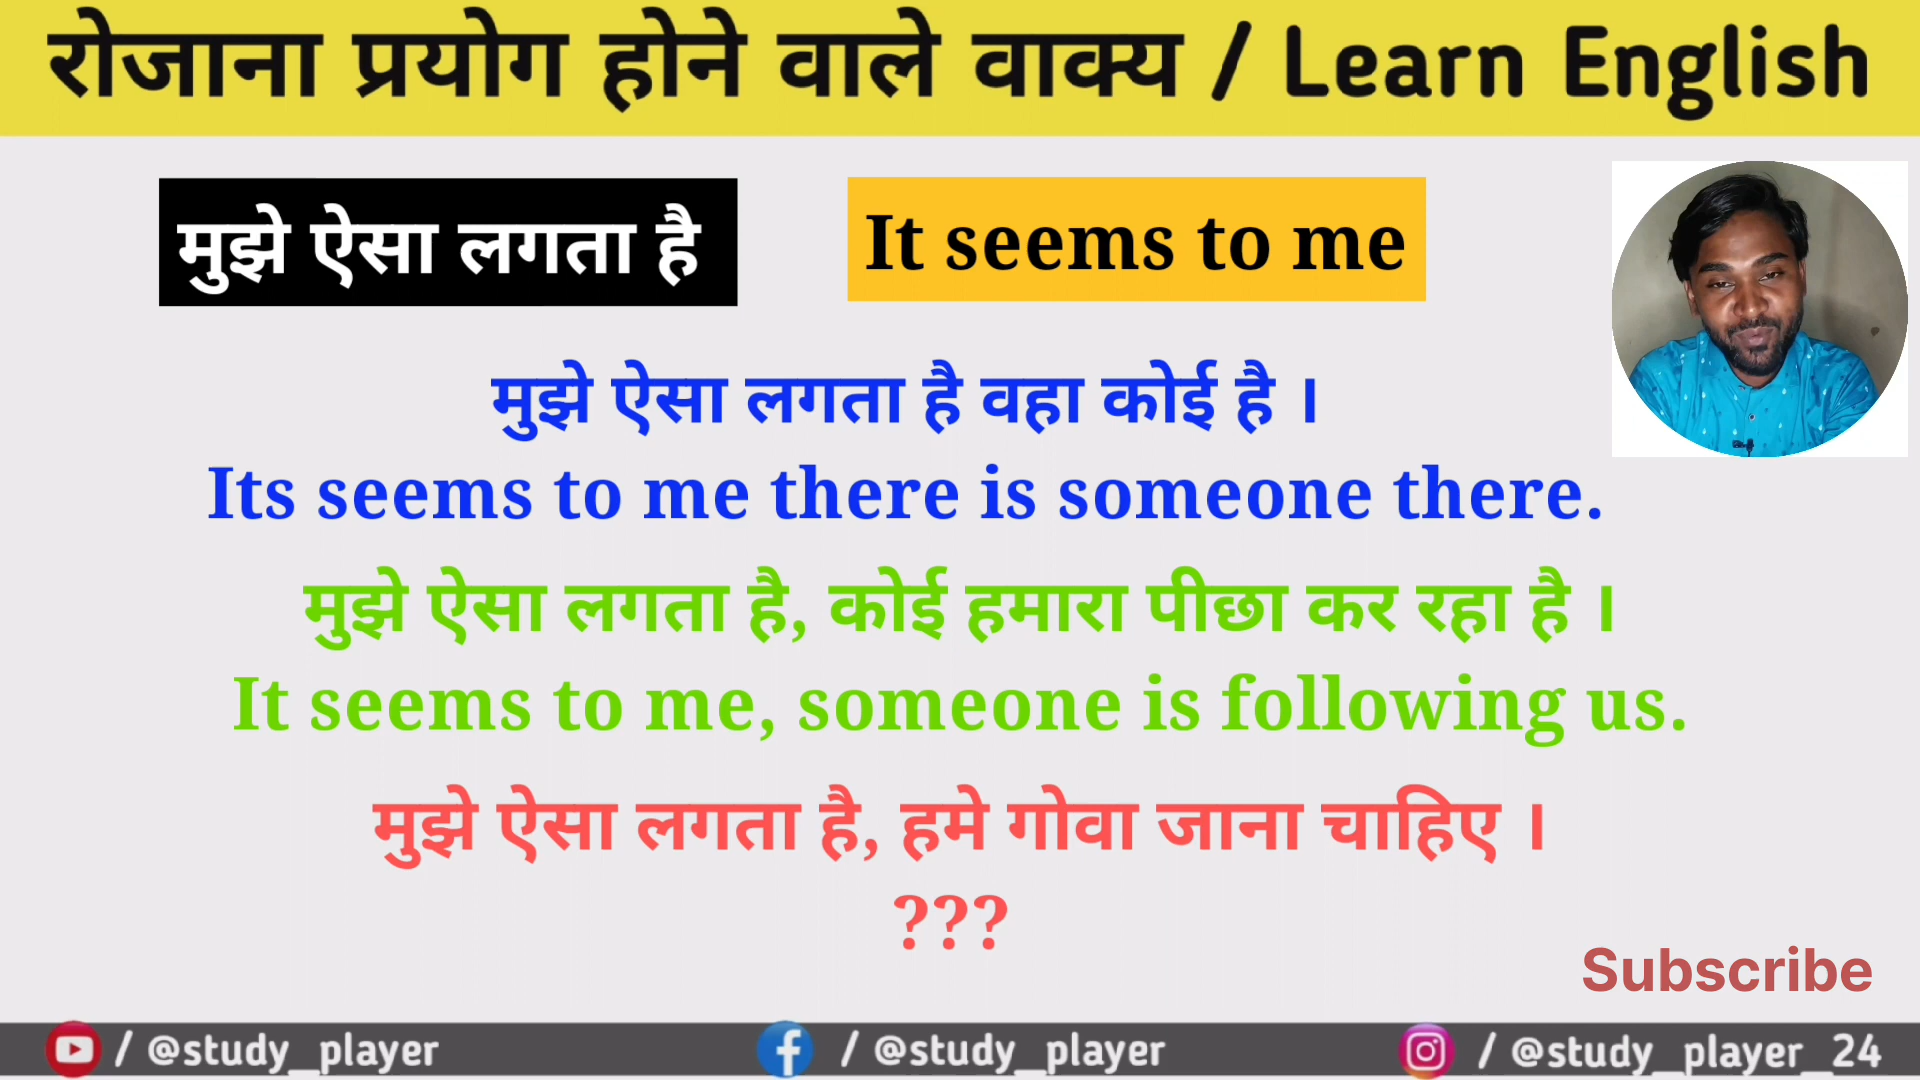 रोजाना प्रयोग होने वाले वाक्य / Learn English
मुझे ऐसा लगता है
It seems to me
मुझे ऐसा लगता है वहा कोई है ।
Its seems to me there is someone there.
मुझे ऐसा लगता है, कोई हमारा पीछा कर रहा है ।
It seems to me, someone is following us.
मुझे ऐसा लगता है, हमे गोवा जाना चाहिए ।
???
Subscribe
/ @study_player
/ @study_player
/ @study_player_24